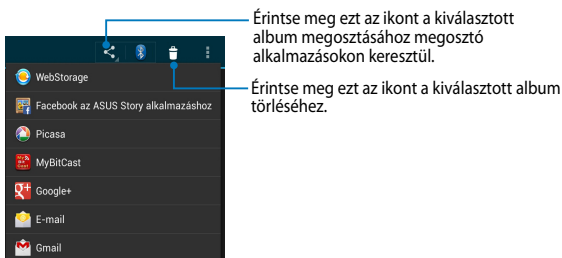 Érintse meg ezt az ikont a kiválasztott
album megosztásához megosztó
alkalmazásokon keresztül.
Érintse meg ezt az ikont a kiválasztott album
törléséhez.
WebStorage
Facebook az ASUS Story alkalmazáshoz
Picasa
MyBitCast
Google+
E-mail
Gmail